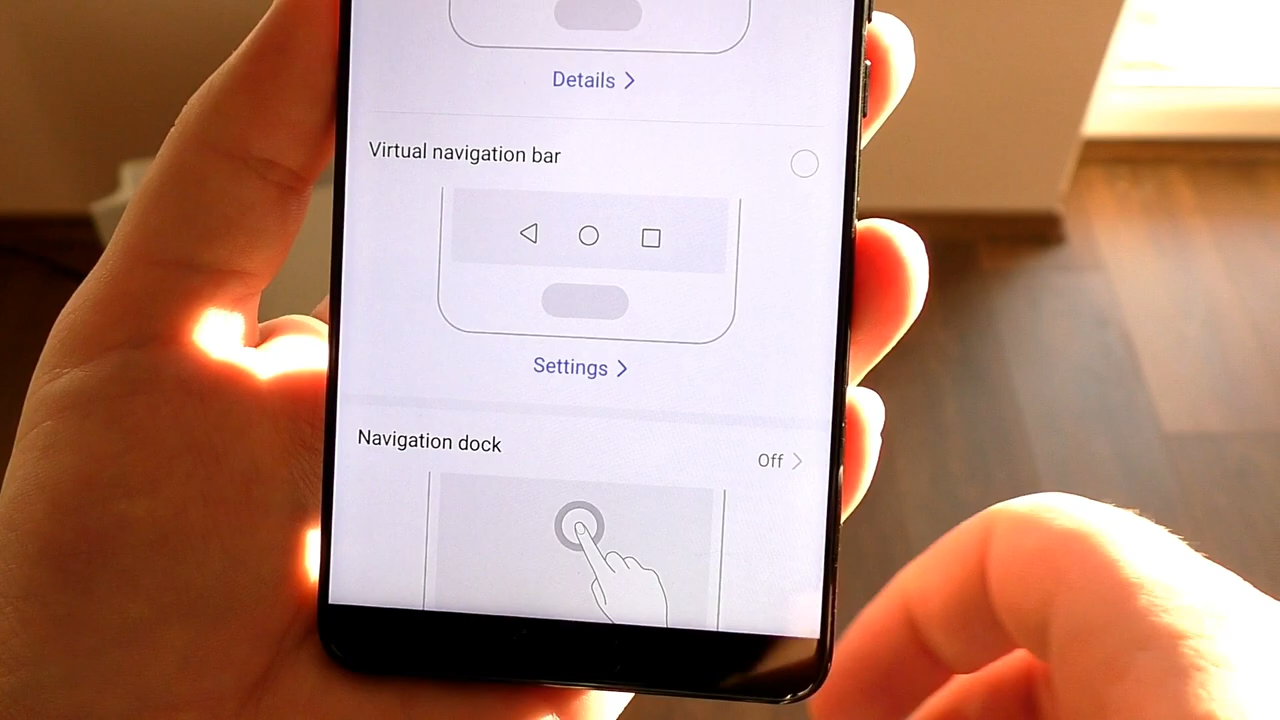 Details
Virtual navigation bar
Settings
Navigation dock
Off